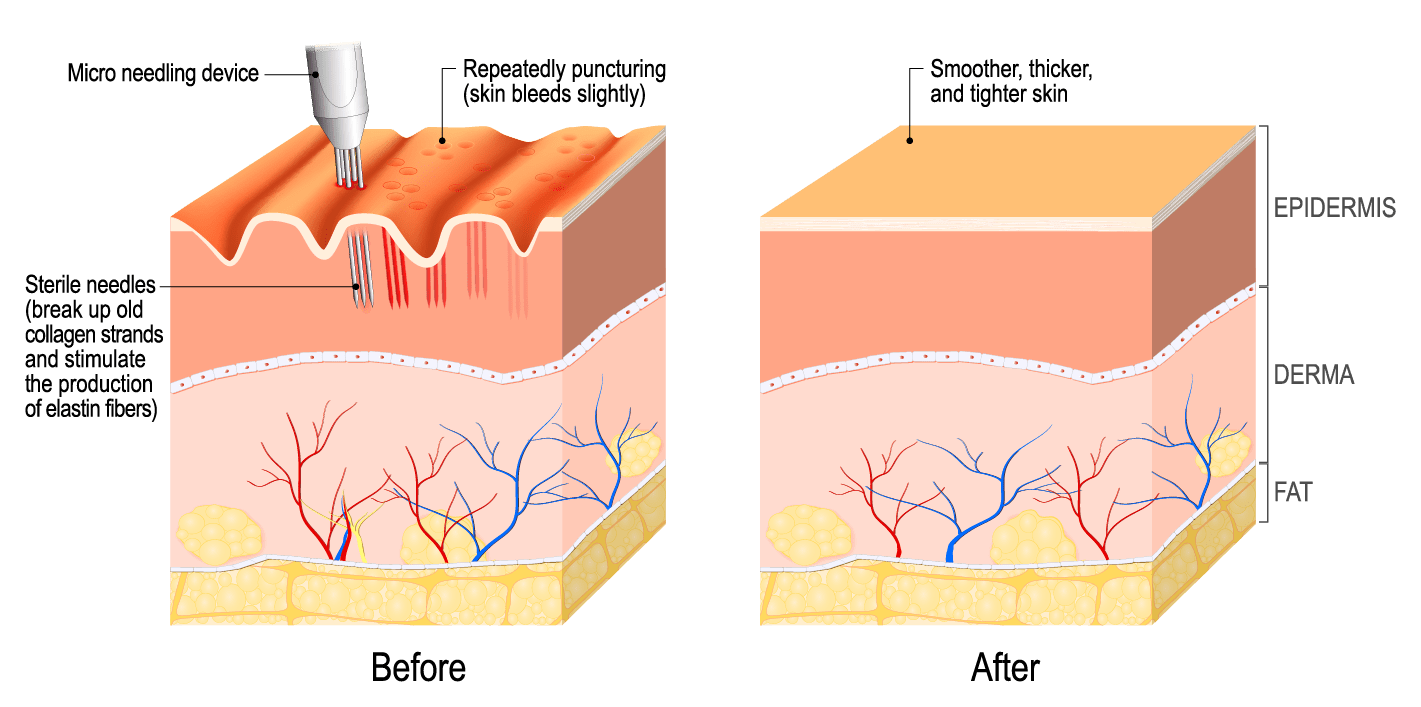 Micro needling device
Repeatedly puncturing
(skin bleeds slightly)
Sterile needles
(break up old
collagen strands
and stimulate
the production
of elastin fibers)
Before
Smoother, thicker,
and tighter skin
EPIDERMIS
DERMA
FAT
After